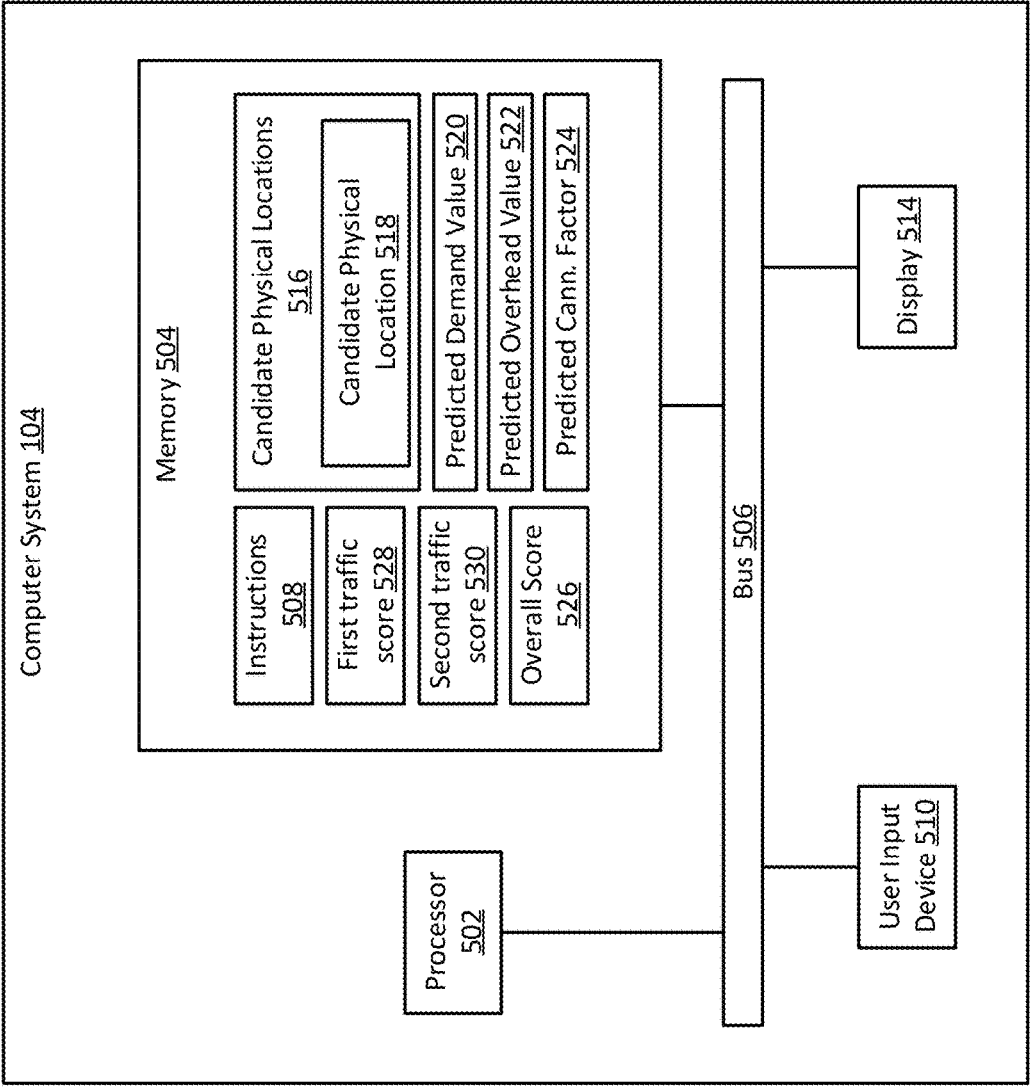 Computer System 104
Memory 504
Instructions
508
First traffic
score 528
Second traffic
score 530
Overall Score
526
Candidate Physical Locations
516
Candidate Physical
Location 518
Predicted Demand Value 520
Predicted Overhead Value 522
Predicted Cann. Factor 524
Processor
502
Bus 506
User Input
Device 510
Display 514